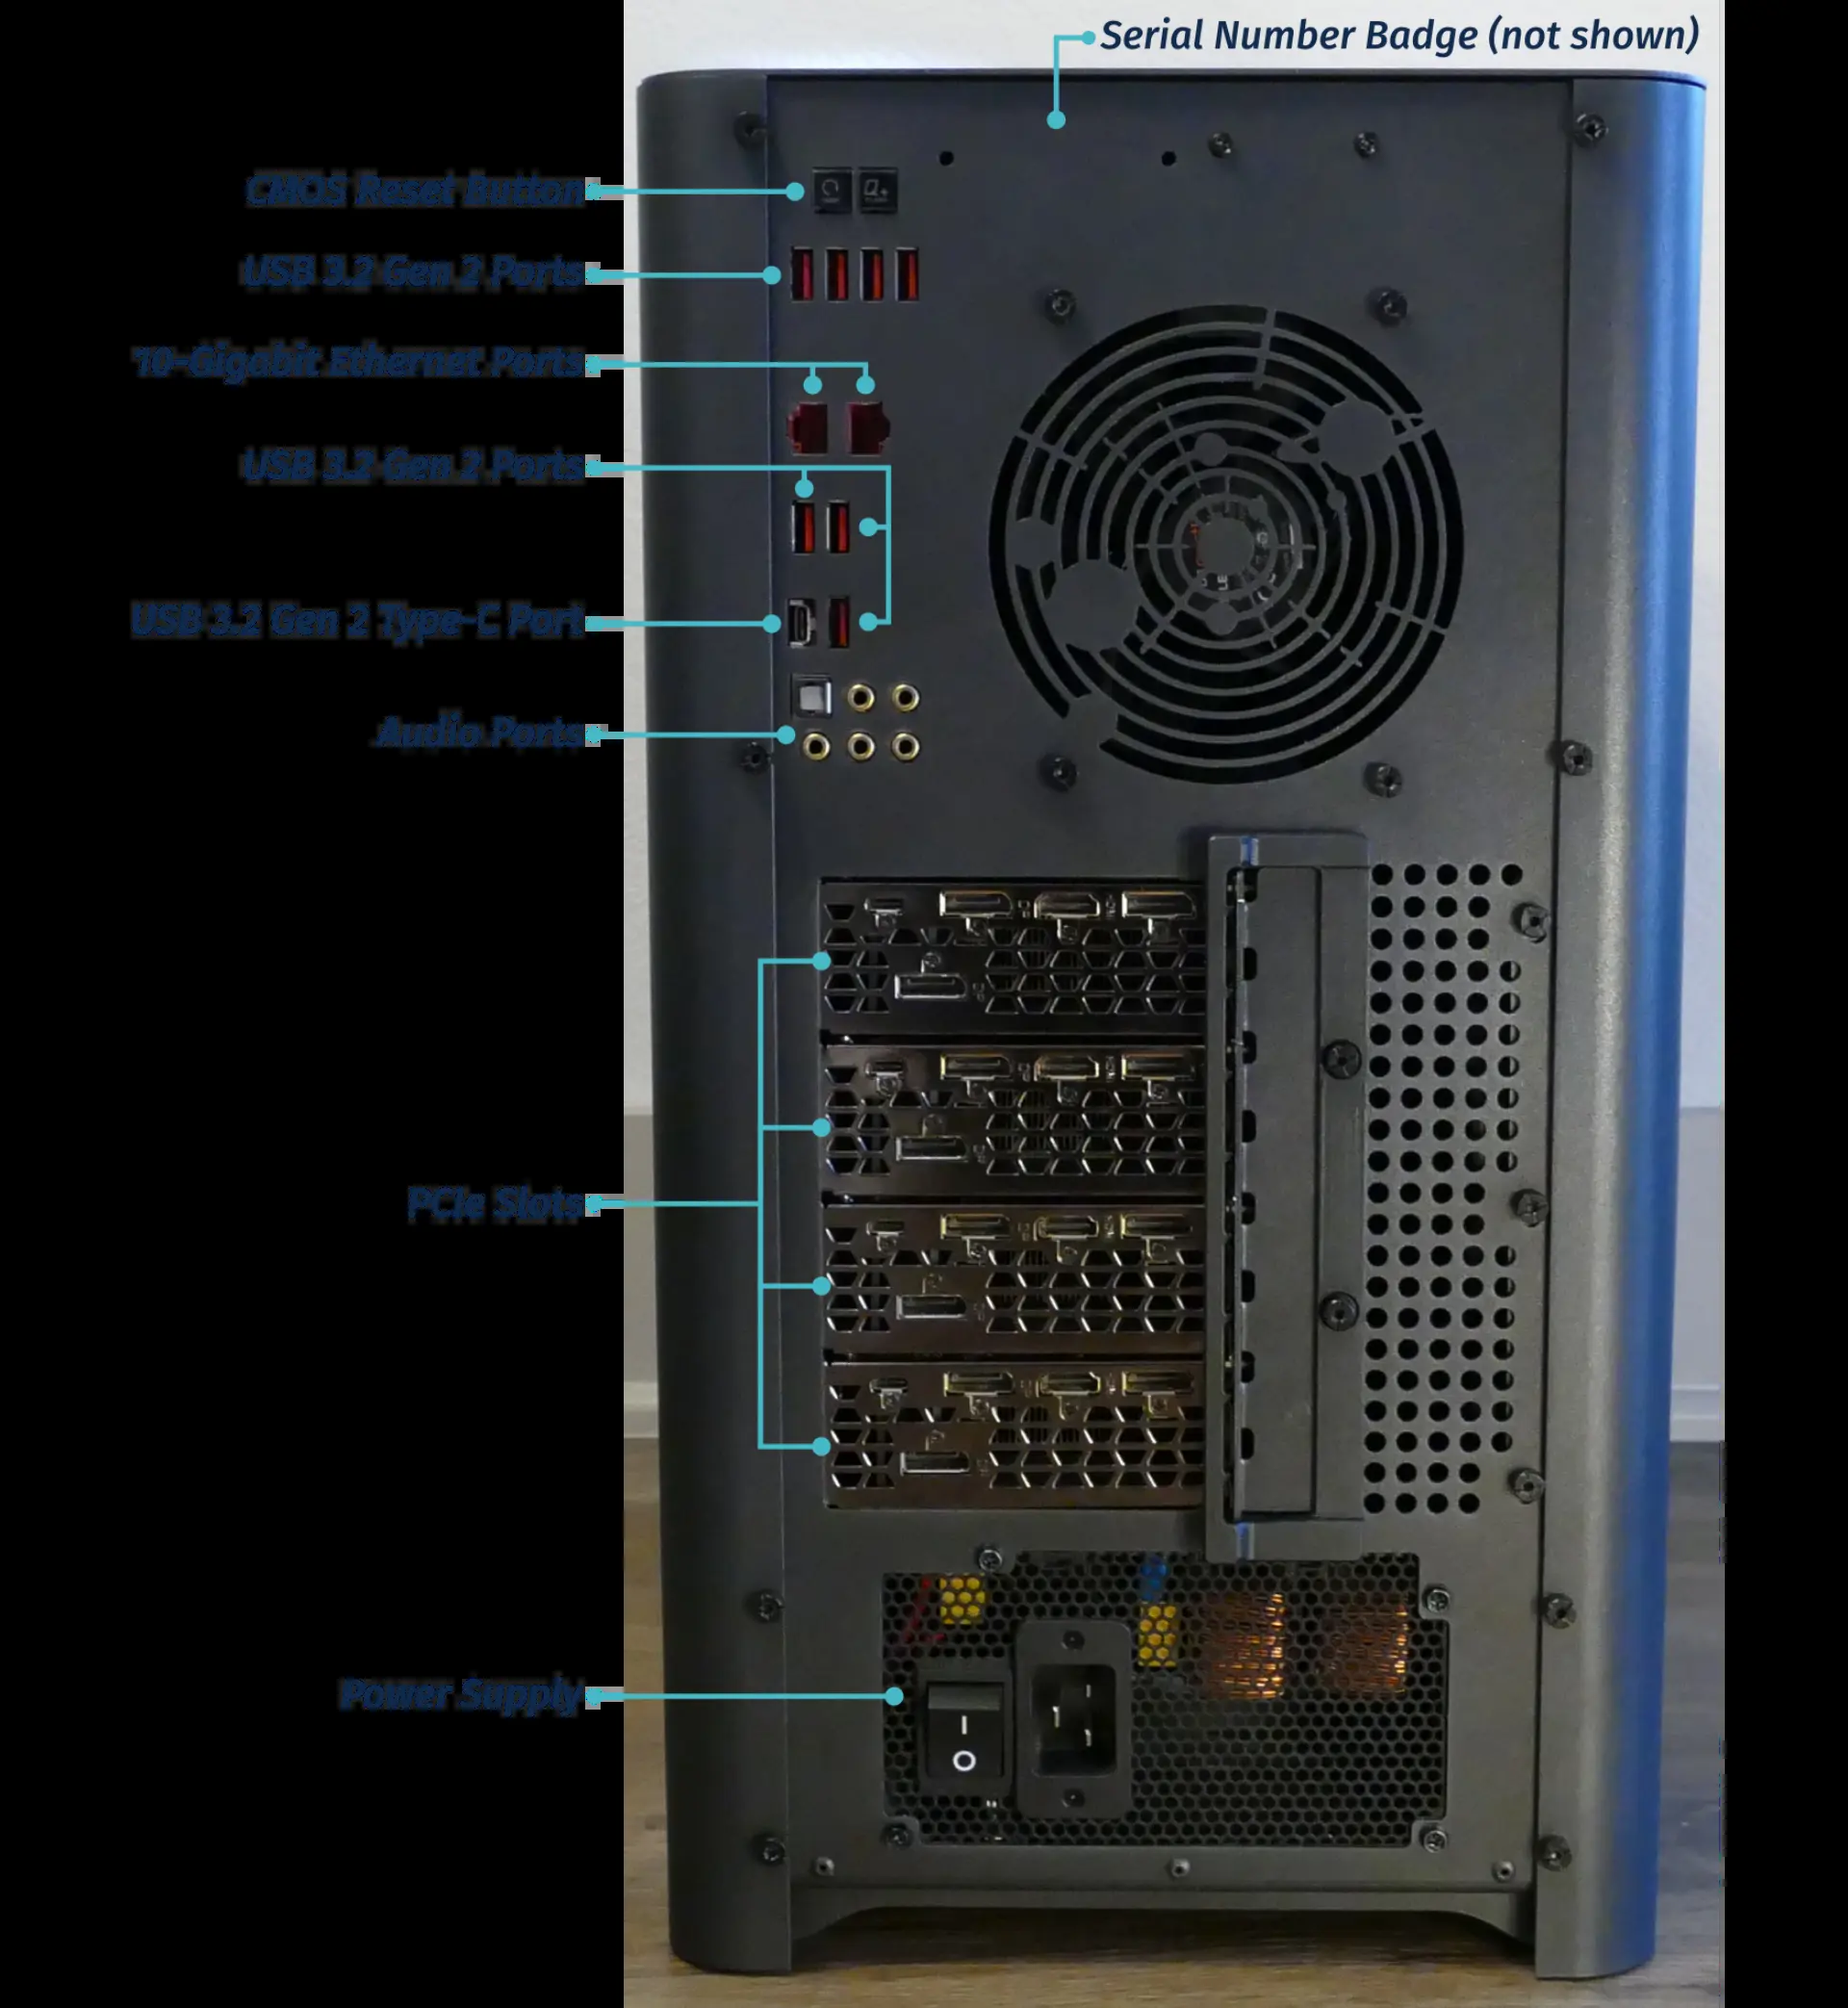 Serial Number Badge (not shown)
CMOS Reset Button
USB 3.2 Gen 2 Ports
10-Gigabit Ethernet Ports
USB 3.2 Gen 2 Ports
USB 3.2 Gen 2 Type-C Port
Audio Ports
PCIe Slots
Power Supply